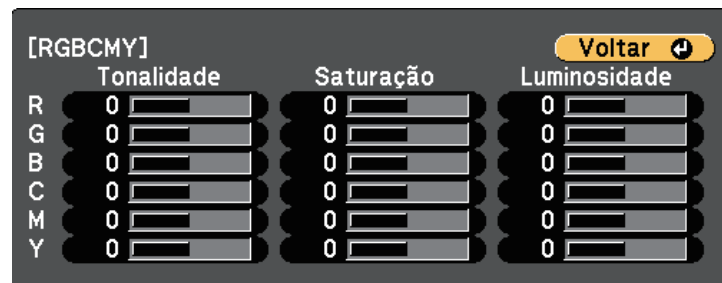 [RGBCMY] Voltar
Tonalidade Saturação Luminosidade
R 0 0 0
G 0 0 0
B 0 0 0
C 0 0 0
M 0 0 0
Y 0 0 0